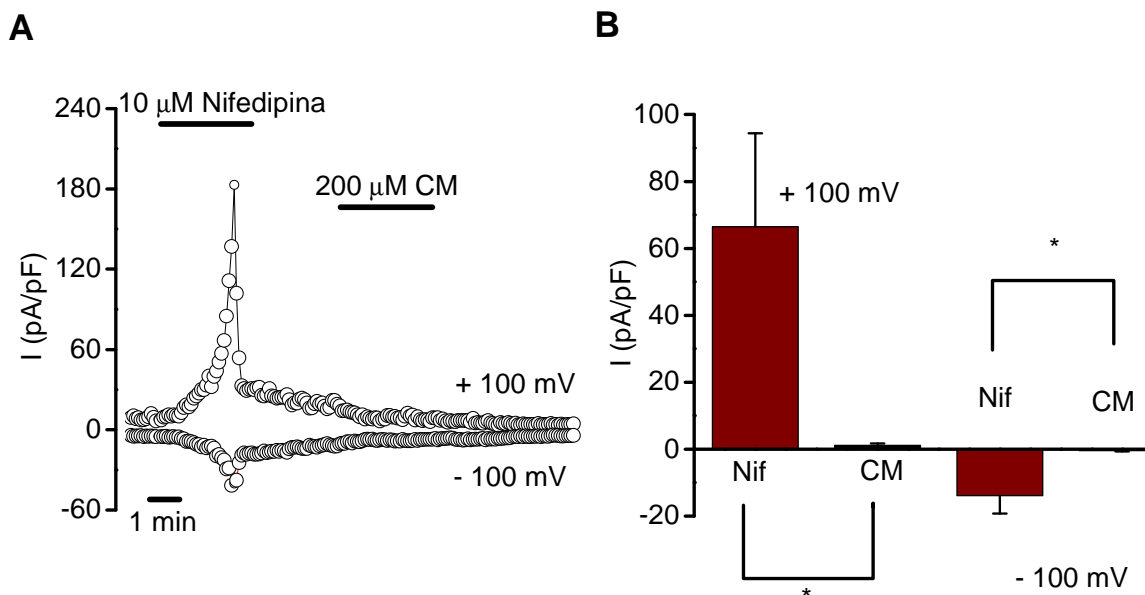 A
I (pA/pF)
240
180
120
60
0
-60
10 μM Nifedipina
200 μM CM
+ 100 mV
- 100 mV
1 min
B
I (pA/pF)
100
80
60
40
20
0
-20
+ 100 mV
*
Nif
CM
Nif
CM
*
- 100 mV